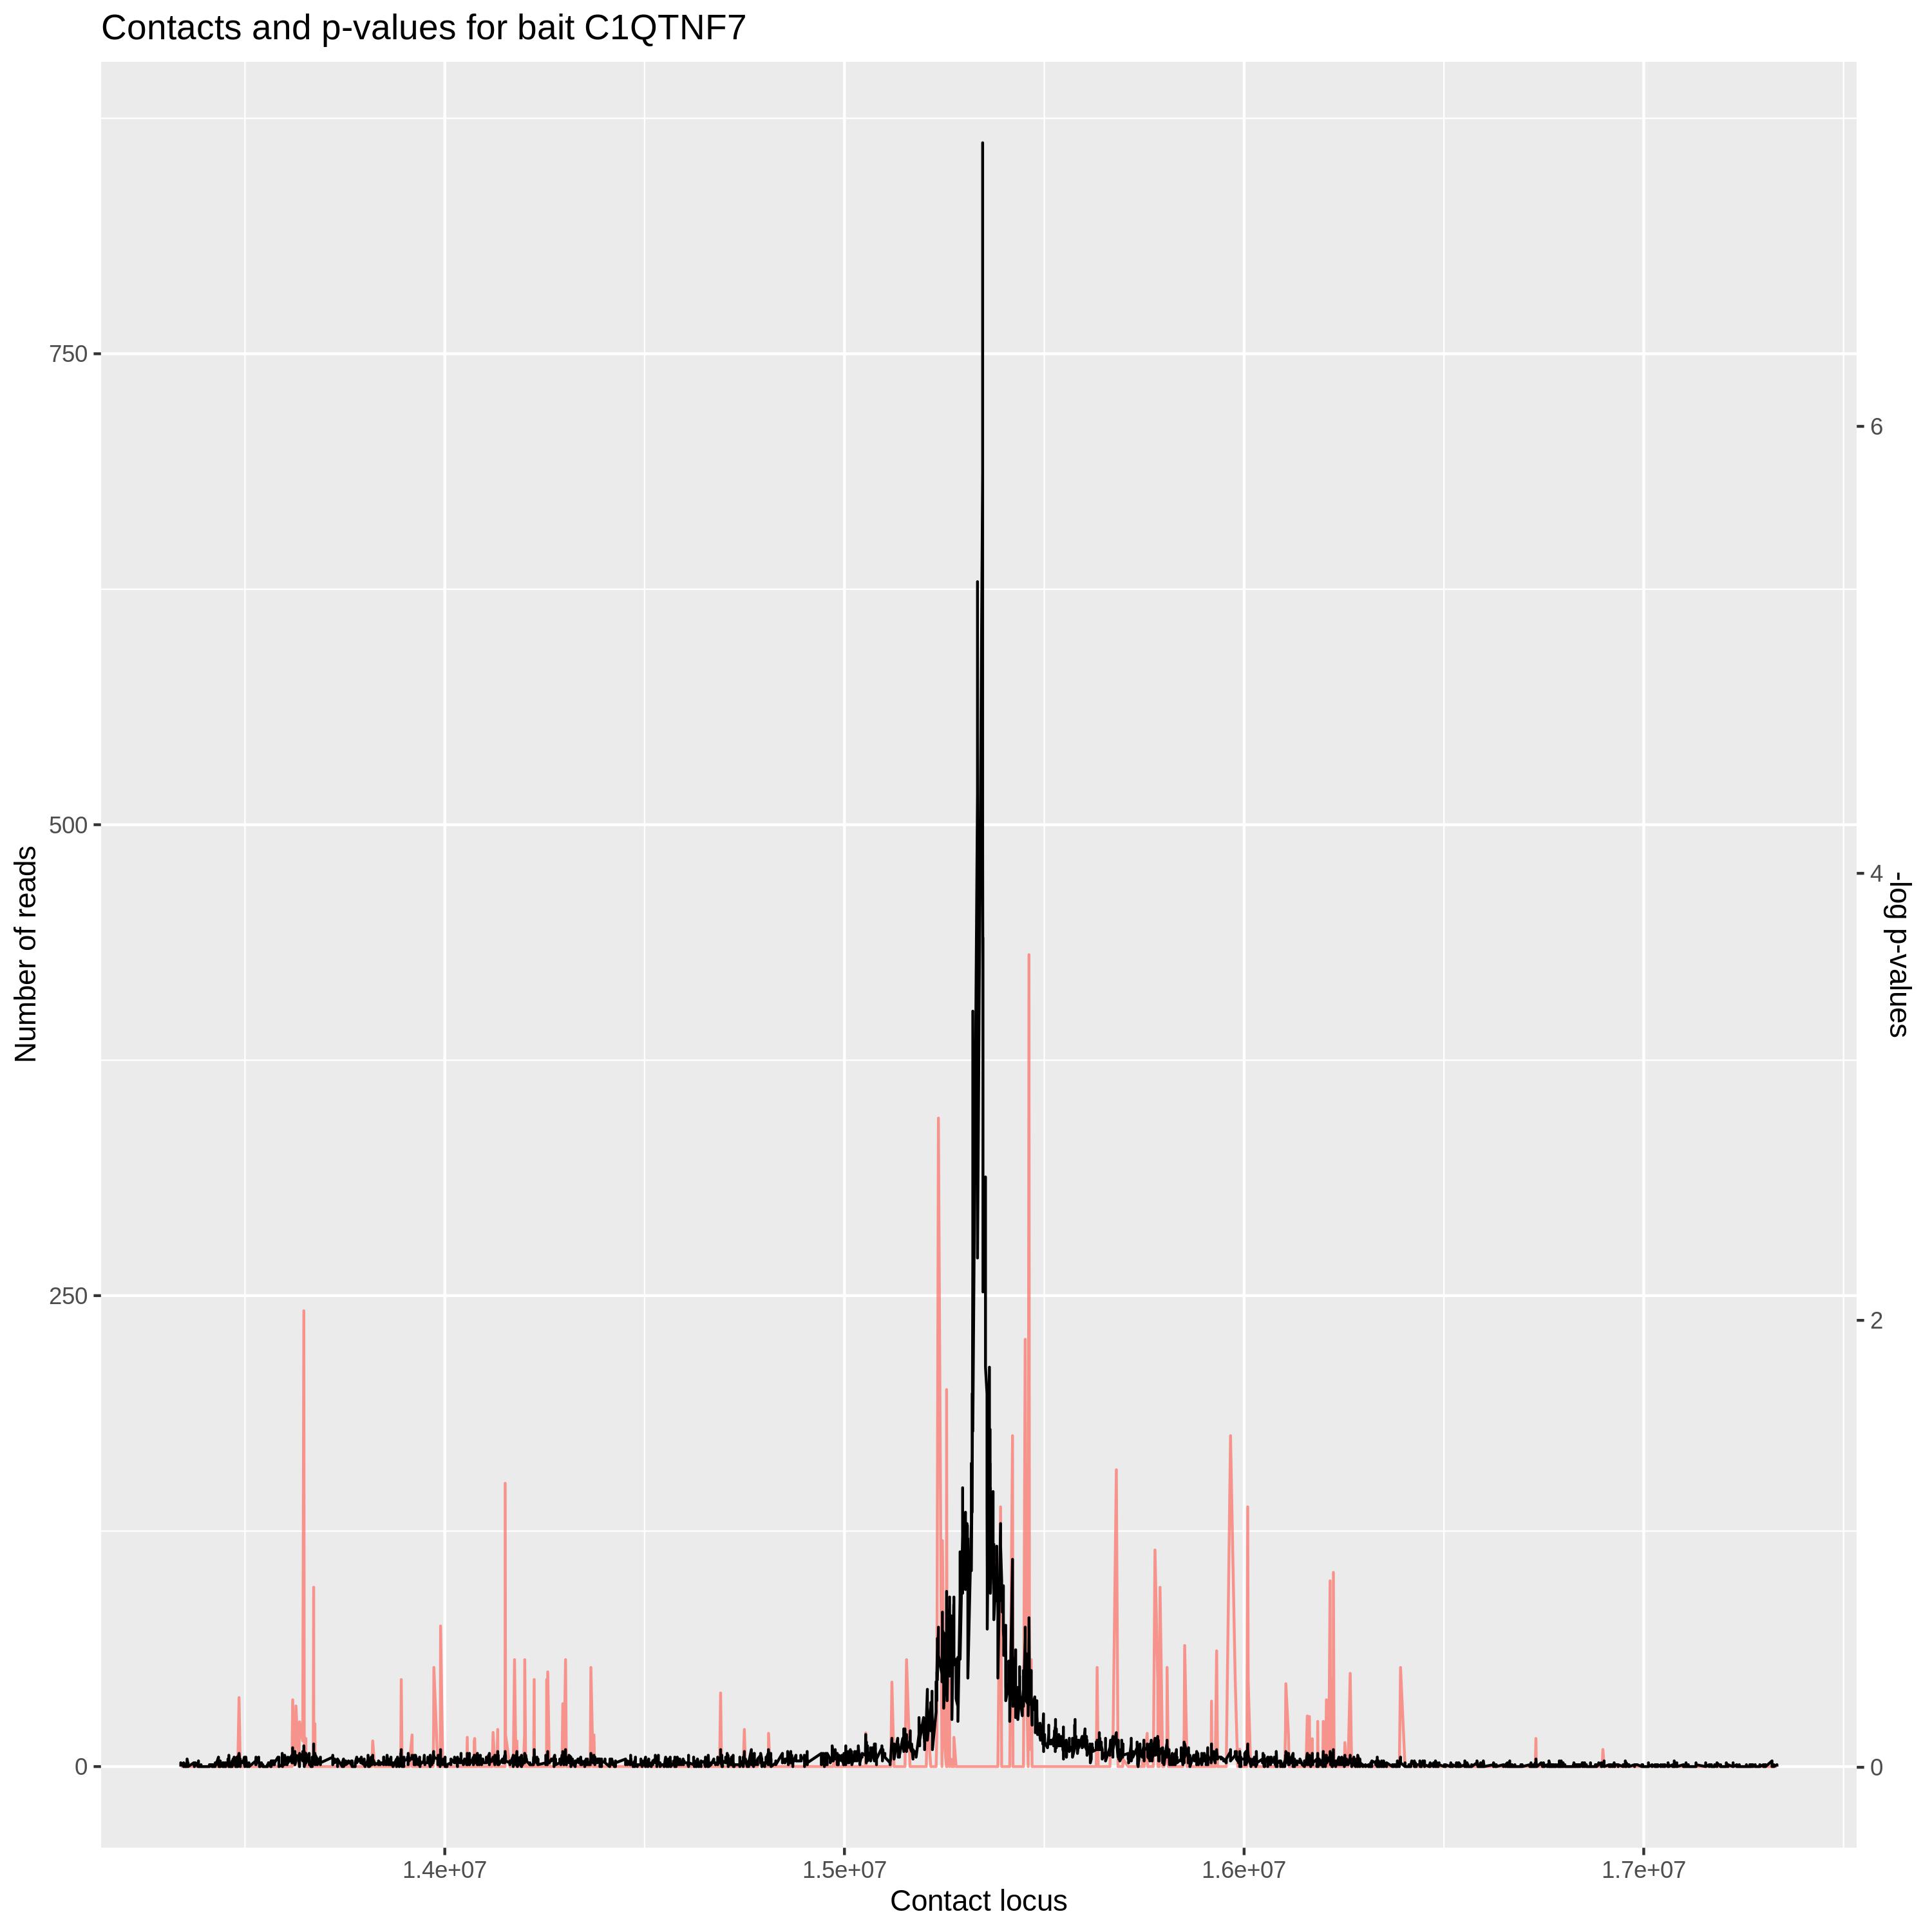 Contacts and p-values for bait C1QTNF7
Number of reads
750
500
250
0
6
4
2
0
-log p-values
1.4e+07
1.5e+07
1.6e+07
1.7e+07
Contact locus